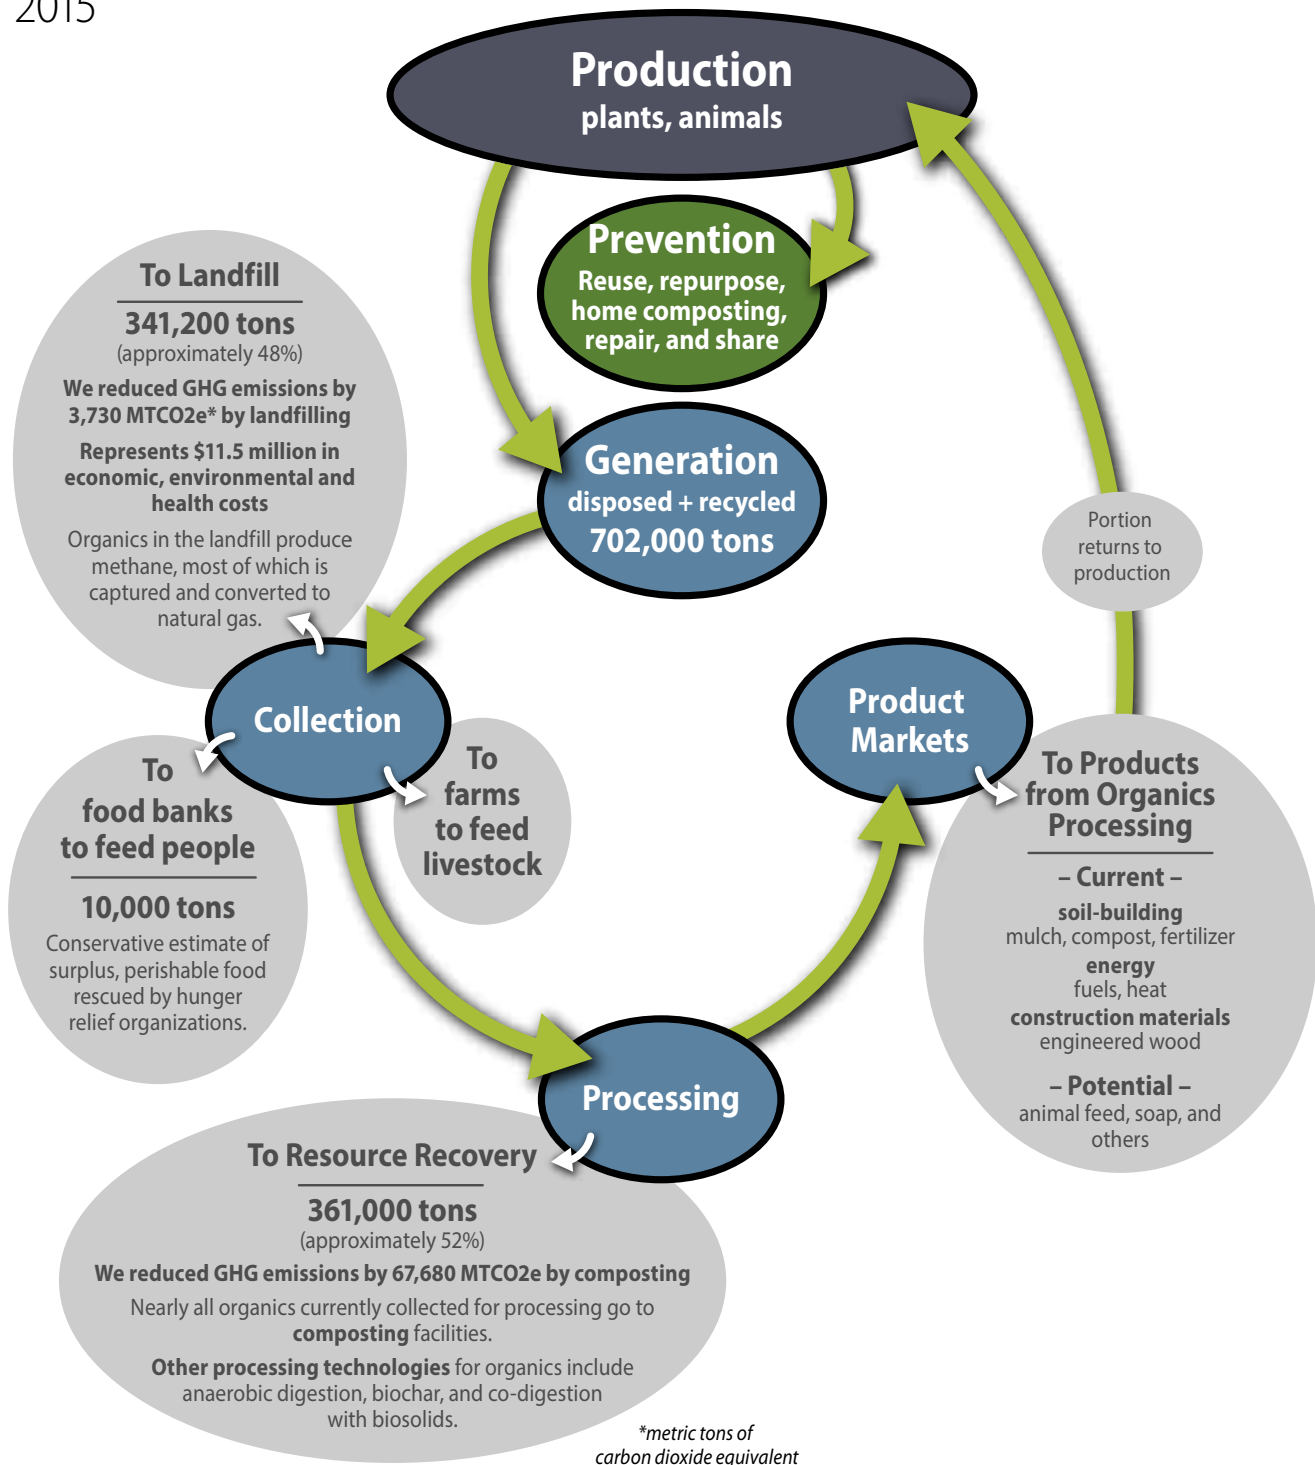 2015
Production
plants, animals
Prevention
Reuse, repurpose,
home composting,
repair, and share
To Landfill
341,200 tons
(approximately 48%)
We reduced GHG emissions by
3,730 MTCO2e* by landfilling
Represents $11.5 million in
economic, environmental and
health costs
Organics in the landfill produce
methane, most of which is
captured and converted to
natural gas.
Generation
disposed + recycled
702,000 tons
Portion
returns to
production
Collection
Product
Markets
To
food banks
to feed people
10,000 tons
Conservative estimate of
surplus, perishable food
rescued by hunger
relief organizations.
To
farms
to feed
livestock
To Products
from Organics
Processing
– Current –
soil-building
mulch, compost, fertilizer
energy
fuels, heat
construction materials
engineered wood
– Potential –
animal feed, soap, and
others
Processing
To Resource Recovery
361,000 tons
(approximately 52%)
We reduced GHG emissions by 67,680 MTCO2e by composting
Nearly all organics currently collected for processing go to
composting facilities.
Other processing technologies for organics include
anaerobic digestion, biochar, and co-digestion
with biosolids.
*metric tons of
carbon dioxide equivalent